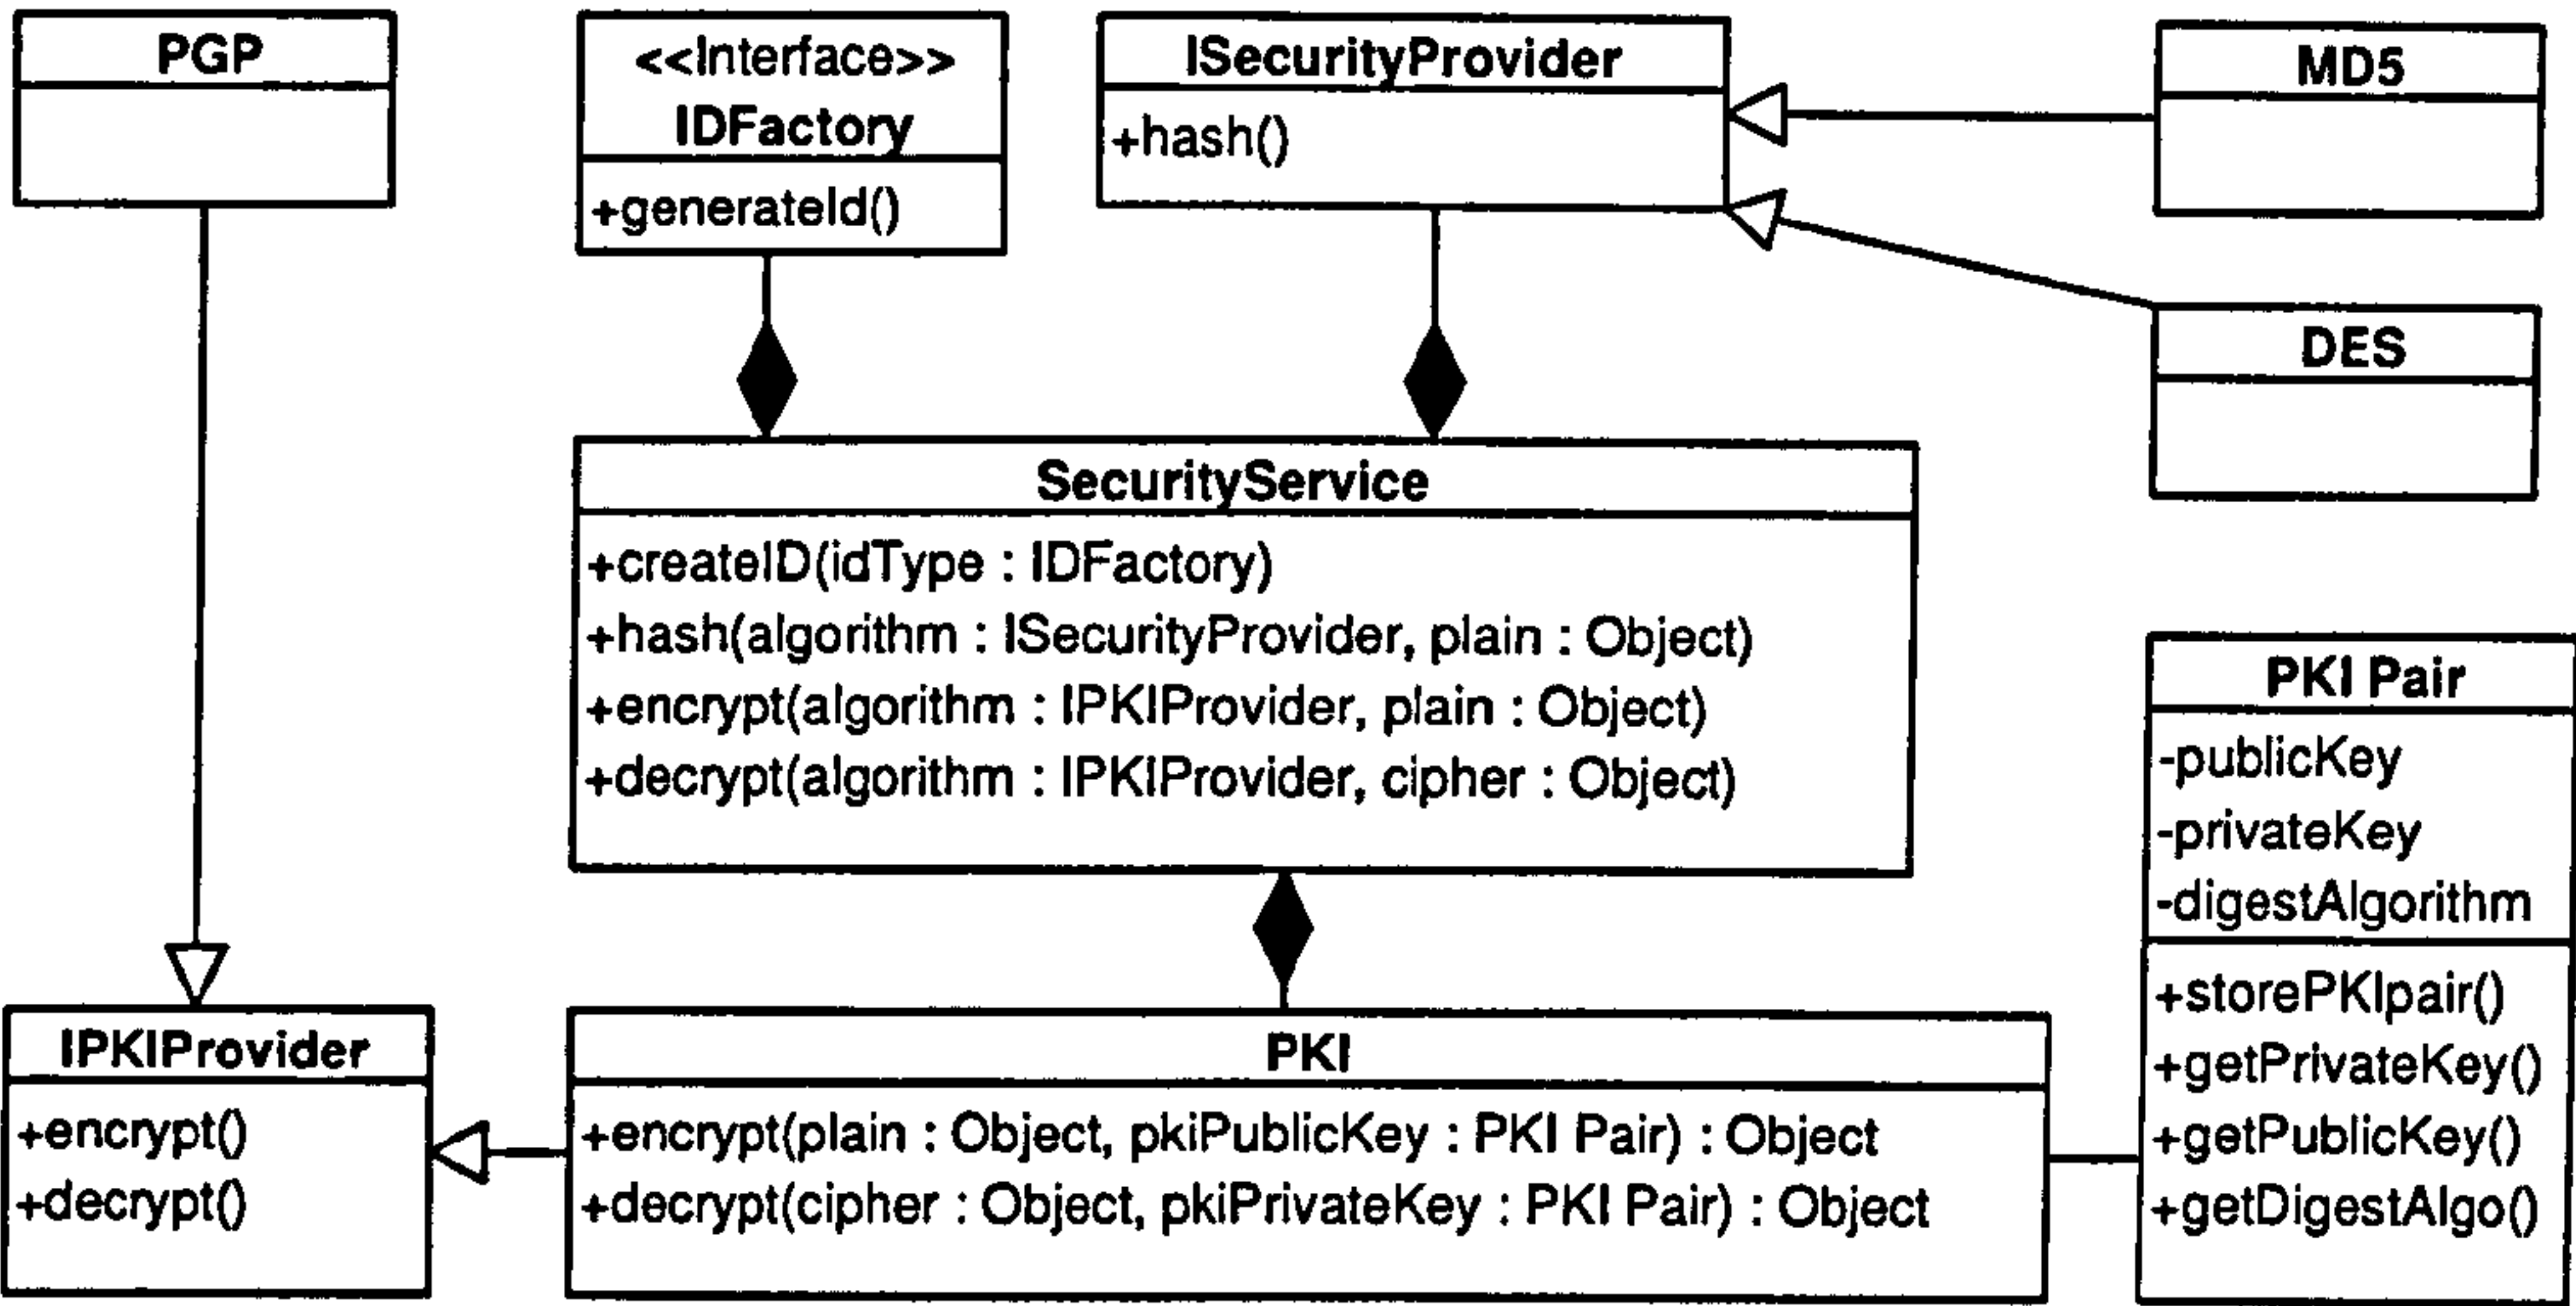 PGP
<<Interface>>
IDFactory
+generateId()
ISecurityProvider
+hash()
MD5
DES
SecurityService
+createID(idType : IDFactory)
+hash(algorithm : ISecurityProvider, plain : Object)
+encrypt(algorithm : IPKIProvider, plain : Object)
+decrypt(algorithm : IPKIProvider, cipher : Object)
PKI Pair
-publicKey
-privateKey
-digestAlgorithm
+storePKIpair()
+getPrivateKey()
+getPublicKey()
+getDigestAlgo()
IPKIProvider
+encrypt()
+decrypt()
PKI
+encrypt(plain : Object, pkiPublicKey : PKI Pair) : Object
+decrypt(cipher : Object, pkiPrivateKey : PKI Pair) : Object